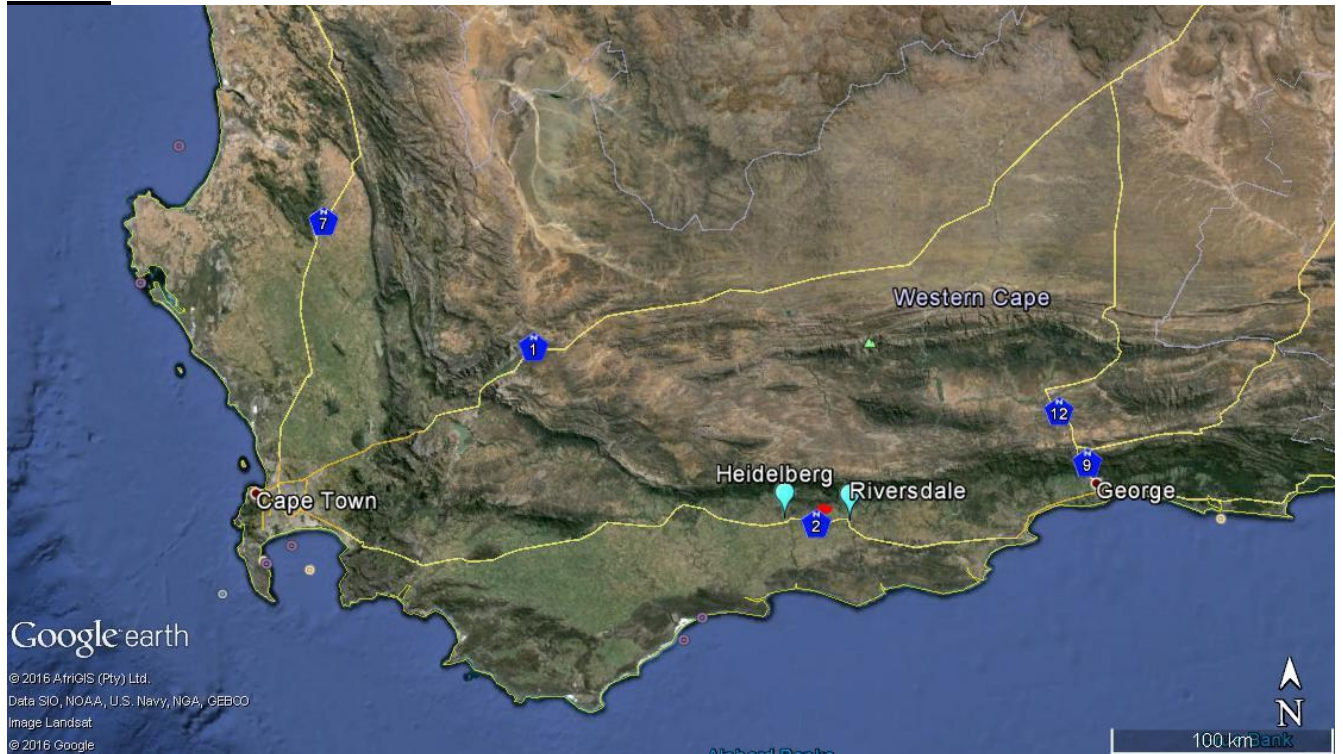 N
7
Western Cape
N
1
N
12
N
9
Heidelberg
Riversdale
George
Cape Town
N
2
Google earth
© 2016 AfriGIS (Pty) Ltd.
Data SIO, NOAA, U.S. Navy, NGA, GEBCO
Image Landsat
© 2016 Google
N
100 km
Bank